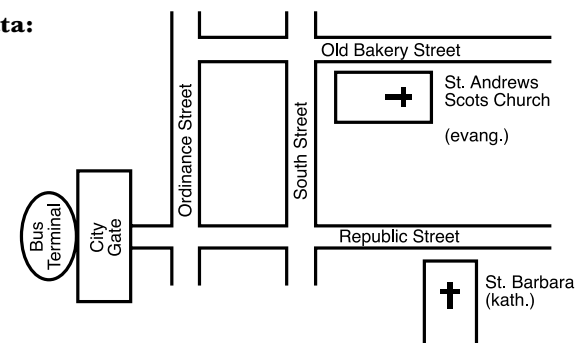 ta:
Old Bakery Street
St. Andrews
Scots Church
(evang.)
Ordinance Street
South Street
Bus
Terminal
City
Gate
Republic Street
St. Barbara
(kath.)